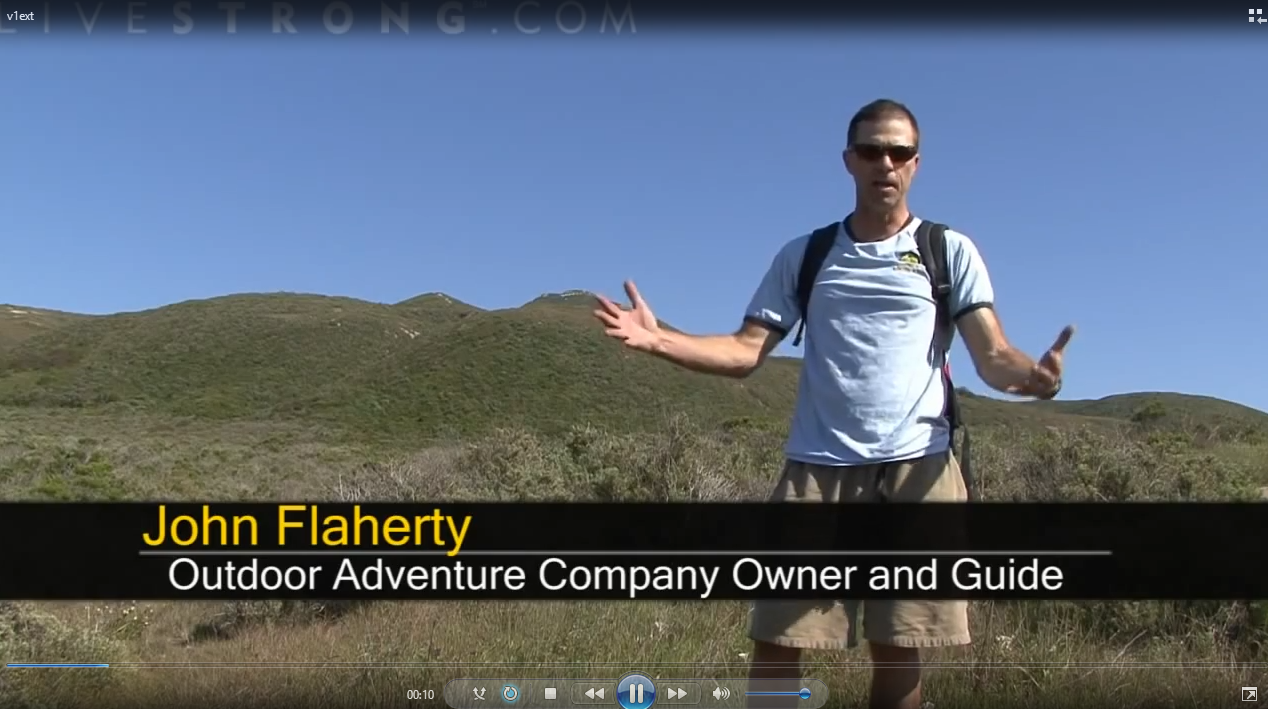 v1ext
LIVESTRONG.COM
John Flaherty
Outdoor Adventure Company Owner and Guide
00:10